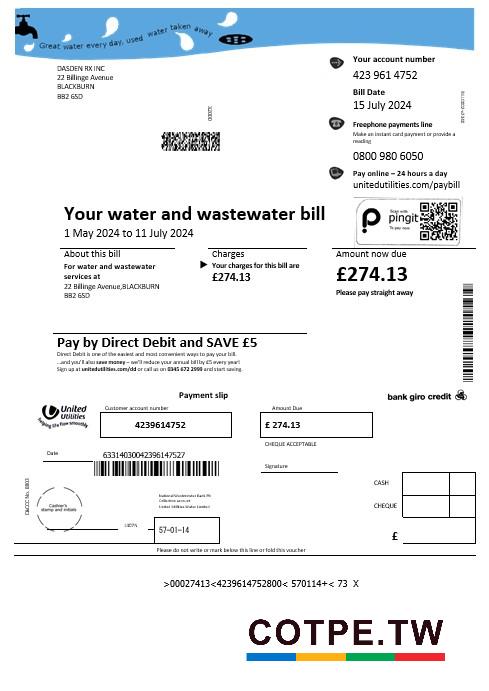 Great water every day, used water taken away
DASDEN RX INC
22 Billinge Avenue
BLACKBURN
BB2 6SD
Your account number
423 961 4752
Bill Date
15 July 2024
Freephone payments line
Make an instant card payment or provide a
reading
0800 980 6050
Pay online – 24 hours a day
unitedutilities.com/paybill
Scan with
pingit
To pay now
Your water and wastewater bill
1 May 2024 to 11 July 2024
About this bill
For water and wastewater
services at
22 Billinge Avenue,BLACKBURN
BB2 6SD
Charges
Your charges for this bill are
£274.13
Amount now due
£274.13
Please pay straight away
Pay by Direct Debit and SAVE £5
Direct Debit is one of the easiest and most convenient ways to pay your bill.
...and you'll also save money – we'll reduce your annual bill by £5 every year!
Sign up at unitedutilities.com/dd or call us on 0345 672 2999 and start saving.
Payment slip
bank giro credit
United
Utilities
helping life flow smoothly
Customer account number
4239614752
Amount Due
£ 274.13
CHEQUE ACCEPTABLE
Date
63314030042396147527
Signature
CASH
CHEQUE
£
Cashier's
stamp and initials
National Westminster Bank Plc
Collection account
United Utilities Water Limited
57-01-14
Please do not write or mark below this line or fold this voucher
>00027413<4239614752800< 570114+< 73 X
COTPE.TW